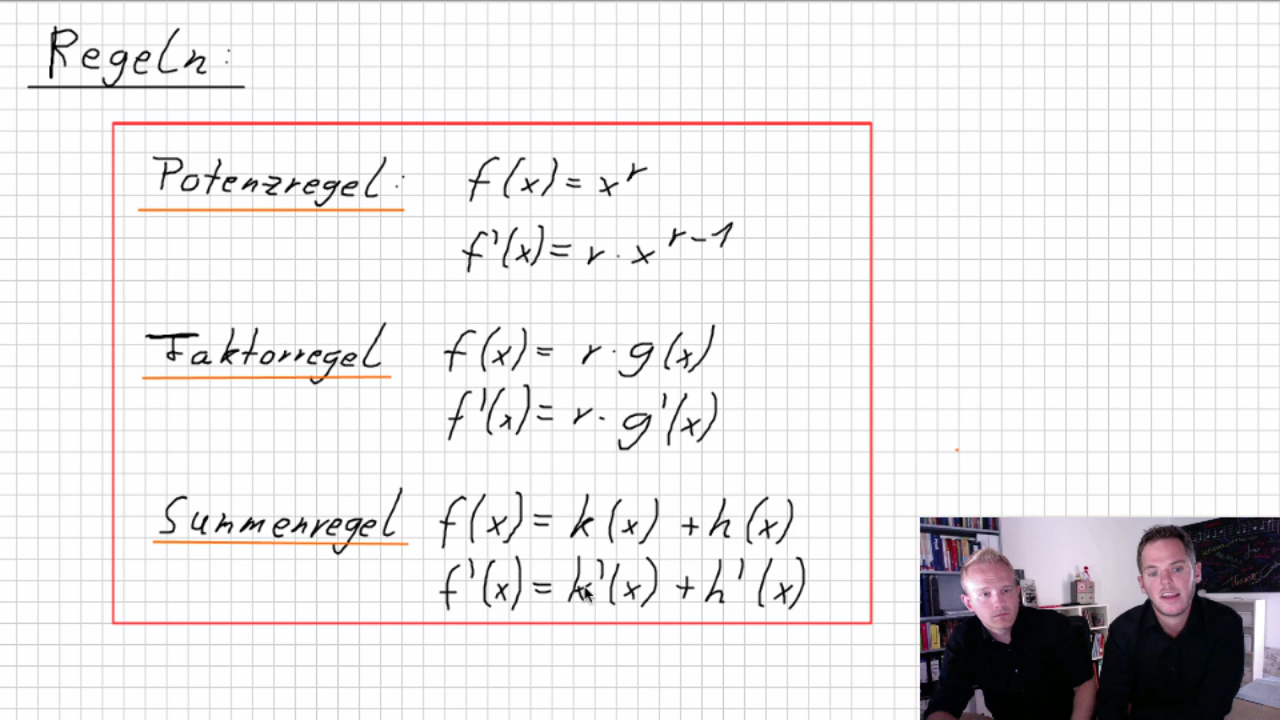 Regeln:
Potenzregel: f(x) = x^r
f'(x) = r · x^(r-1)
Faktorregel f(x) = r · g(x)
f'(x) = r · g'(x)
Summenregel f(x) = k(x) + h(x)
f'(x) = k'(x) + h'(x)